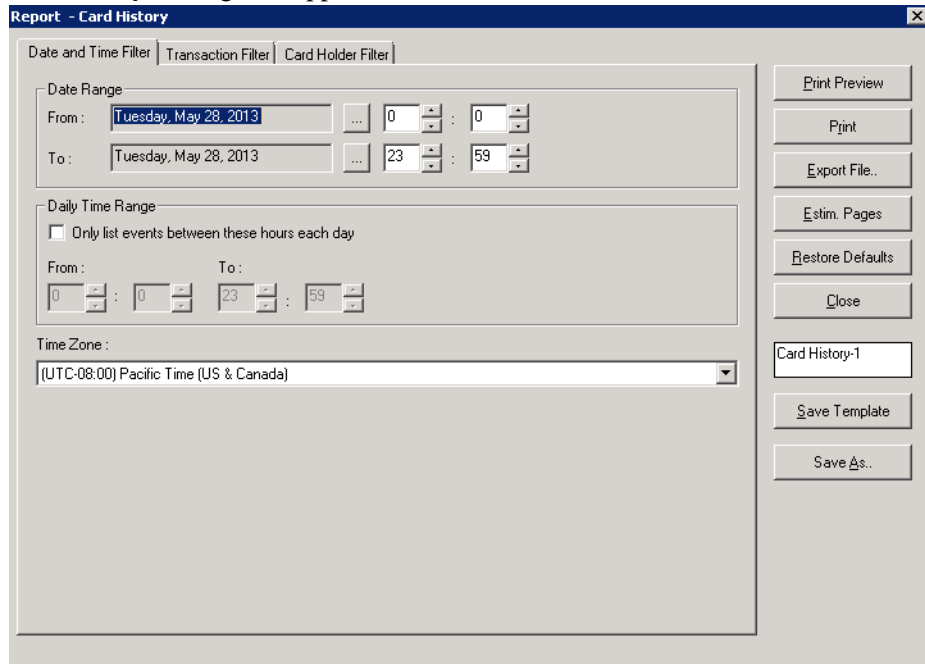 Report - Card History
Date and Time Filter Transaction Filter Card Holder Filter
Date Range
From : Tuesday, May 28, 2013 ... 0 : 0
To : Tuesday, May 28, 2013 ... 23 : 59
Daily Time Range
Only list events between these hours each day
From : To :
0 : 0 23 : 59
Time Zone :
(UTC-08:00) Pacific Time (US & Canada)
Print Preview
Print
Export File..
Estim. Pages
Restore Defaults
Close
Card History-1
Save Template
Save As..